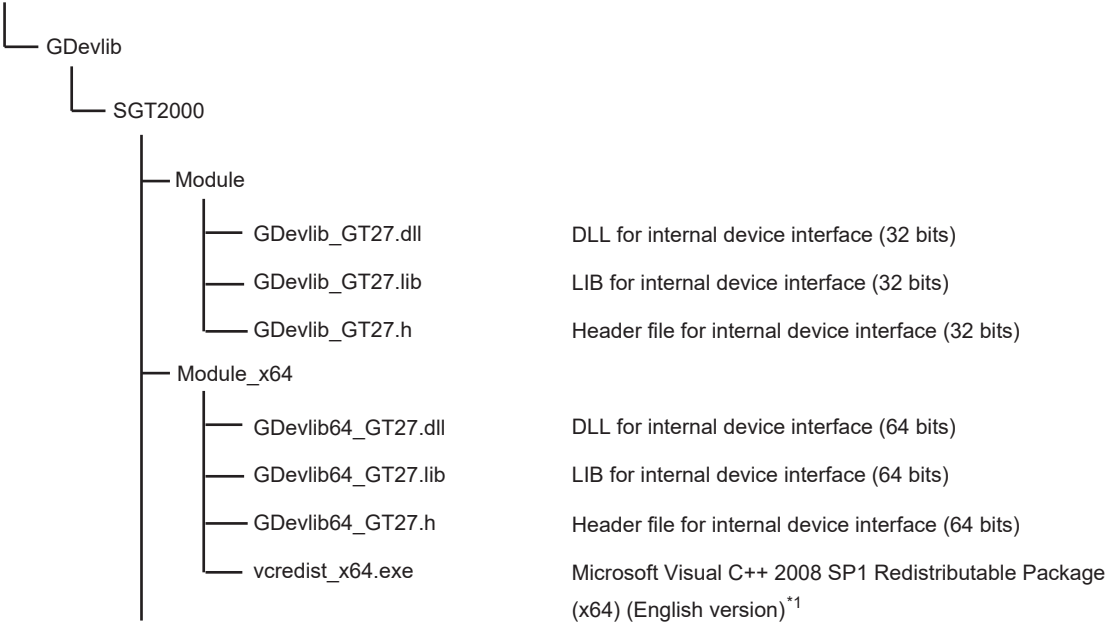 GDevlib
SGT2000
Module
GDevlib_GT27.dll DLL for internal device interface (32 bits)
GDevlib_GT27.lib LIB for internal device interface (32 bits)
GDevlib_GT27.h Header file for internal device interface (32 bits)
Module_x64
GDevlib64_GT27.dll DLL for internal device interface (64 bits)
GDevlib64_GT27.lib LIB for internal device interface (64 bits)
GDevlib64_GT27.h Header file for internal device interface (64 bits)
vcredist_x64.exe Microsoft Visual C++ 2008 SP1 Redistributable Package
(x64) (English version)*1